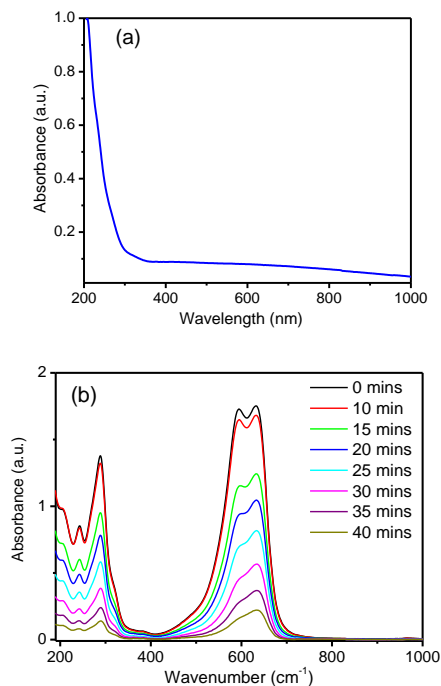 (a)
1.0
0.8
0.6
0.4
0.2
Absorbance (a.u.)
200 400 600 800 1000
Wavelength (nm)
(b)
2
1
0
Absorbance (a.u.)
0 mins
10 min
15 mins
20 mins
25 mins
30 mins
35 mins
40 mins
200 400 600 800 1000
Wavenumber (cm⁻¹)